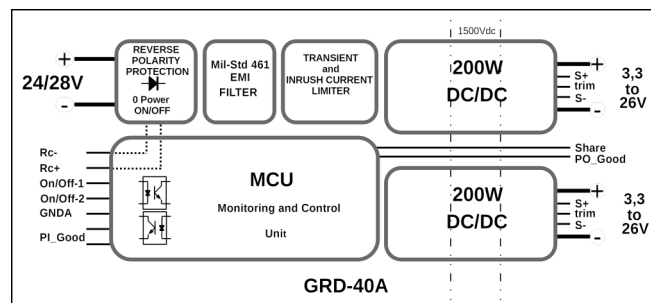 1500Vdc
+
24/28V
-
REVERSE
POLARITY
PROTECTION
0 Power
ON/OFF
Mil-Std 461
EMI
FILTER
TRANSIENT
and
INRUSH CURRENT
LIMITER
200W
DC/DC
+
S+
trim
S-
-
3,3
to
26V
Rc-
Rc+
On/Off-1
On/Off-2
GNDA
PI_Good
MCU
Monitoring and Control
Unit
Share
PO_Good
200W
DC/DC
+
S+
trim
S-
-
3,3
to
26V
GRD-40A